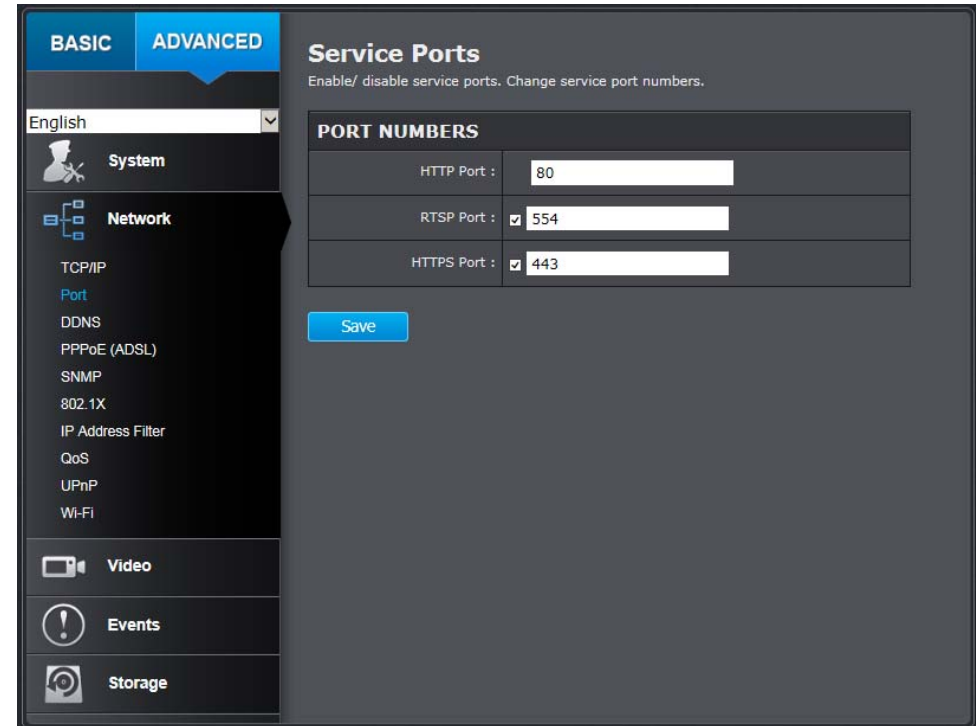 BASIC
ADVANCED
English
System
Network
TCP/IP
Port
DDNS
PPPoE (ADSL)
SNMP
802.1X
IP Address Filter
QoS
UPnP
Wi-Fi
Video
Events
Storage
Service Ports
Enable/ disable service ports. Change service port numbers.
PORT NUMBERS
HTTP Port : 80
RTSP Port : 554
HTTPS Port : 443
Save